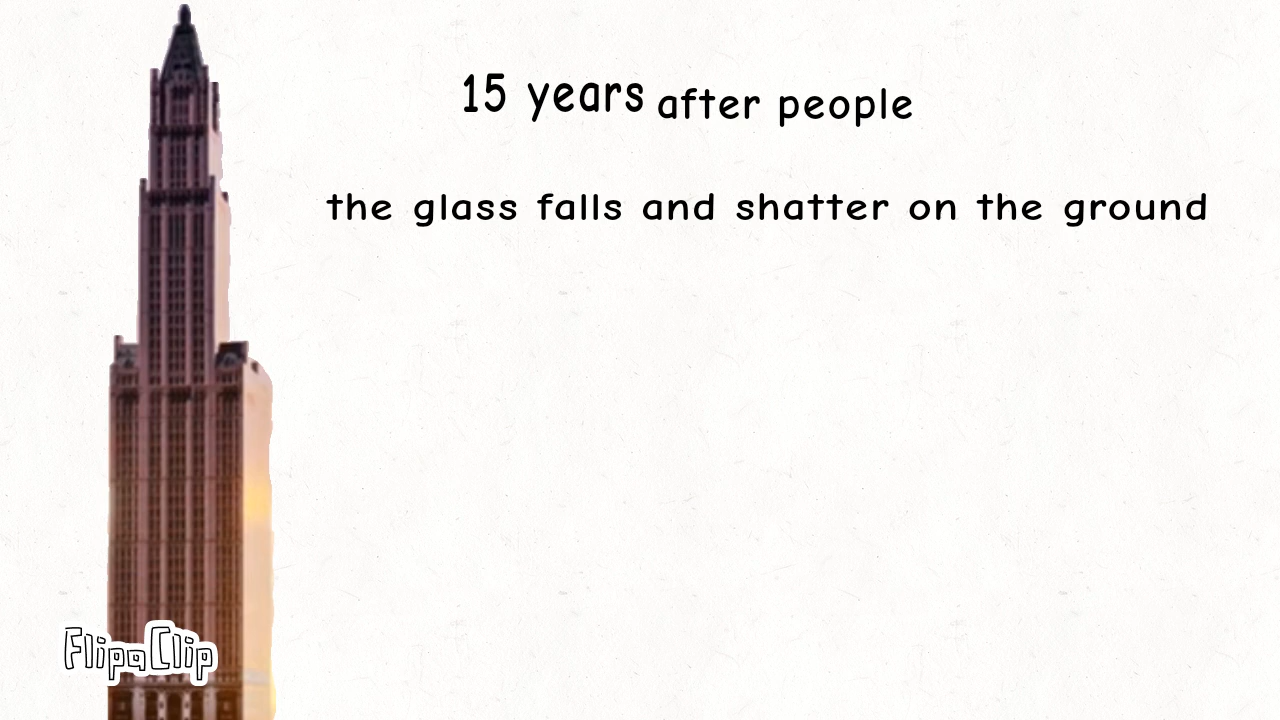 15 years after people
the glass falls and shatter on the ground
FlipaClip